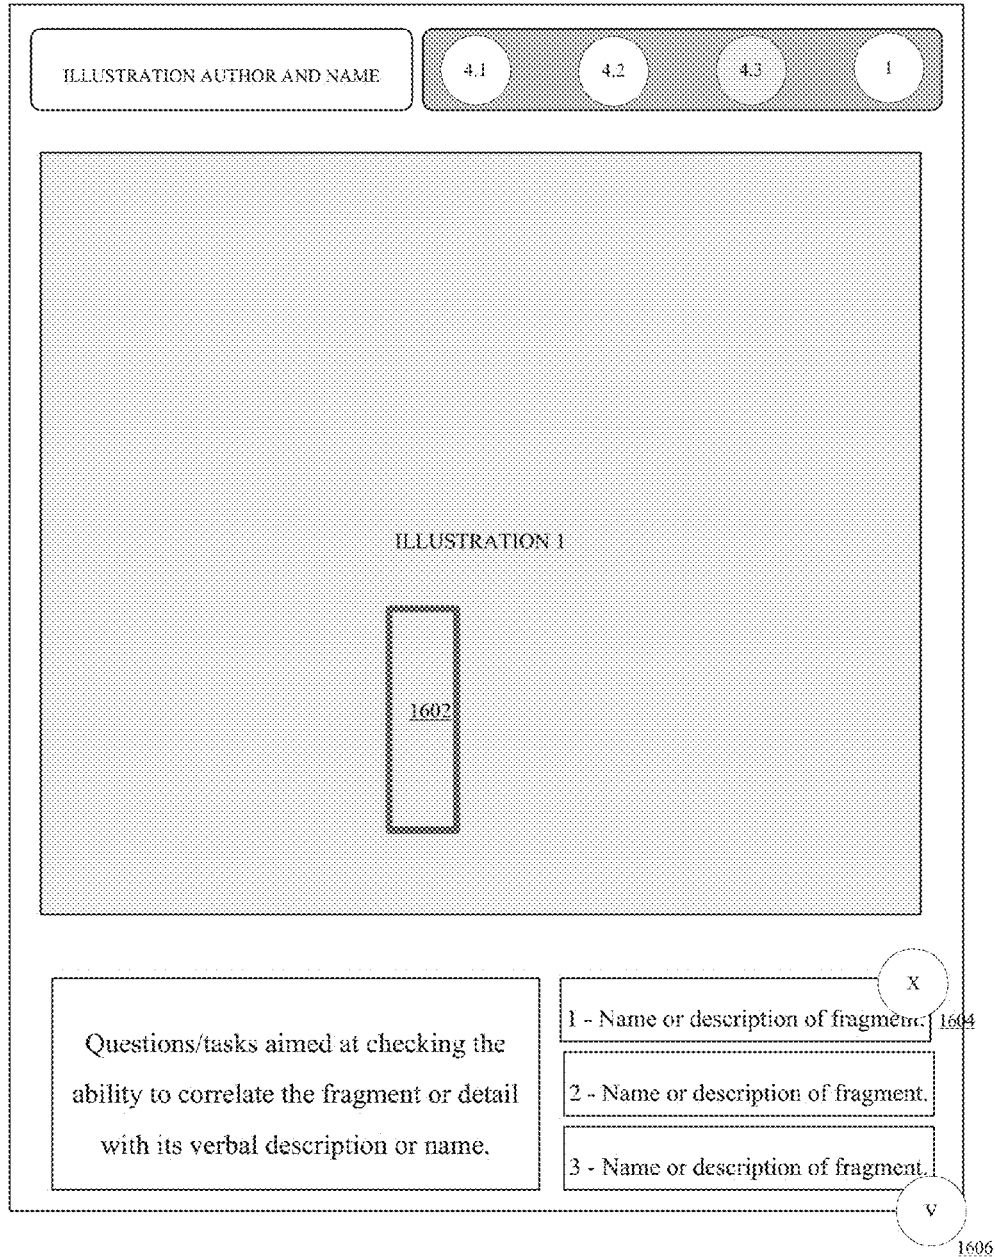 ILLUSTRATION AUTHOR AND NAME
4.1
4.2
4.3
1
ILLUSTRATION 1
1602
Questions/tasks aimed at checking the
ability to correlate the fragment or detail
with its verbal description or name.
X
1 - Name or description of fragment.
1604
2 - Name or description of fragment.
3 - Name or description of fragment.
V
1606